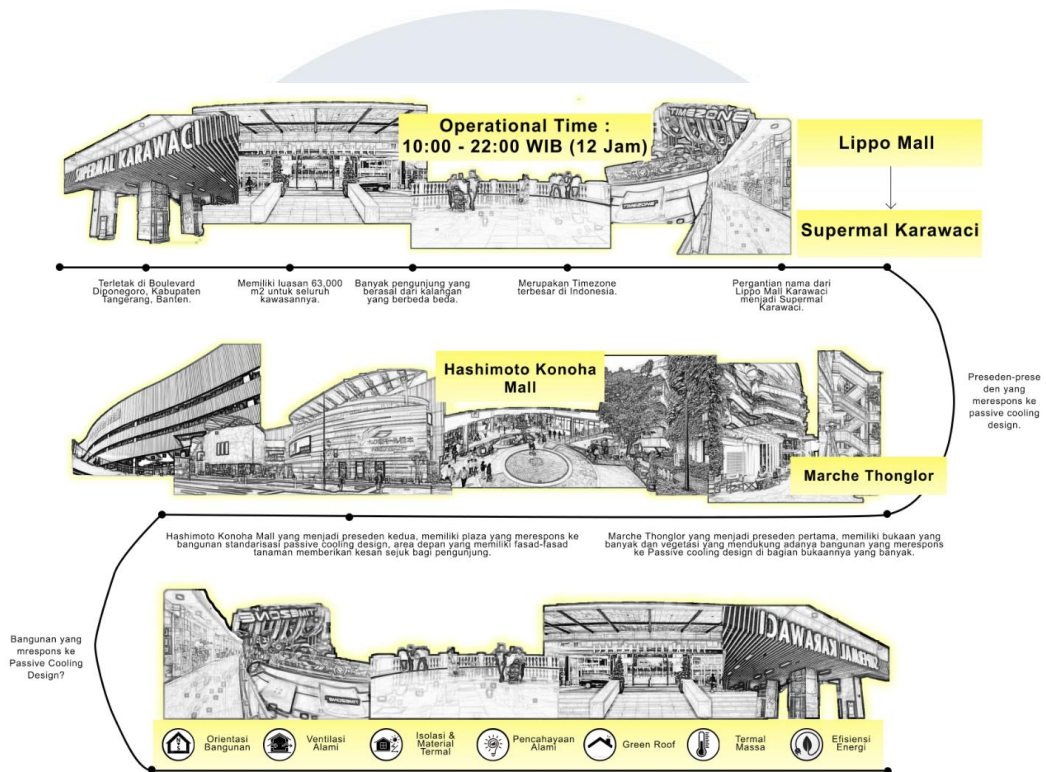 Operational Time :
10:00 - 22:00 WIB (12 Jam)
TIMEZONE
SUPERMAL KARAWACI
TIMEZONE
Lippo Mall
Supermal Karawaci
Terletak di Boulevard
Diponegoro, Kabupaten
Tangerang, Banten.
Memiliki luasan 63,000
m2 untuk seluruh
kawasannya.
Banyak pengunjung yang
berasal dari kalangan
yang berbeda beda.
Merupakan Timezone
terbesar di Indonesia.
Pergantian nama dari
Lippo Mall Karawaci
menjadi Supermal
Karawaci.
Hashimoto Konoha
Mall
Preseden-prese
den yang
merespons ke
passive cooling
design.
Marche Thonglor
Hashimoto Konoha Mall yang menjadi preseden kedua, memiliki plaza yang merespons ke
bangunan standarisasi passive cooling design, area depan yang memiliki fasad-fasad
tanaman memberikan kesan sejuk bagi pengunjung.
Marche Thonglor yang menjadi preseden pertama, memiliki bukaan yang
banyak dan vegetasi yang mendukung adanya bangunan yang merespons
ke Passive cooling design di bagian bukaannya yang banyak.
Bangunan yang
mrespons ke
Passive Cooling
Design?
TIMEZONE
SUPERMAL KARAWACI
TIMEZONE
Orientasi
Bangunan
Ventilasi
Alami
Isolasi &
Material
Termal
Pencahayaan
Alami
Green Roof
Termal
Massa
Efisiensi
Energi